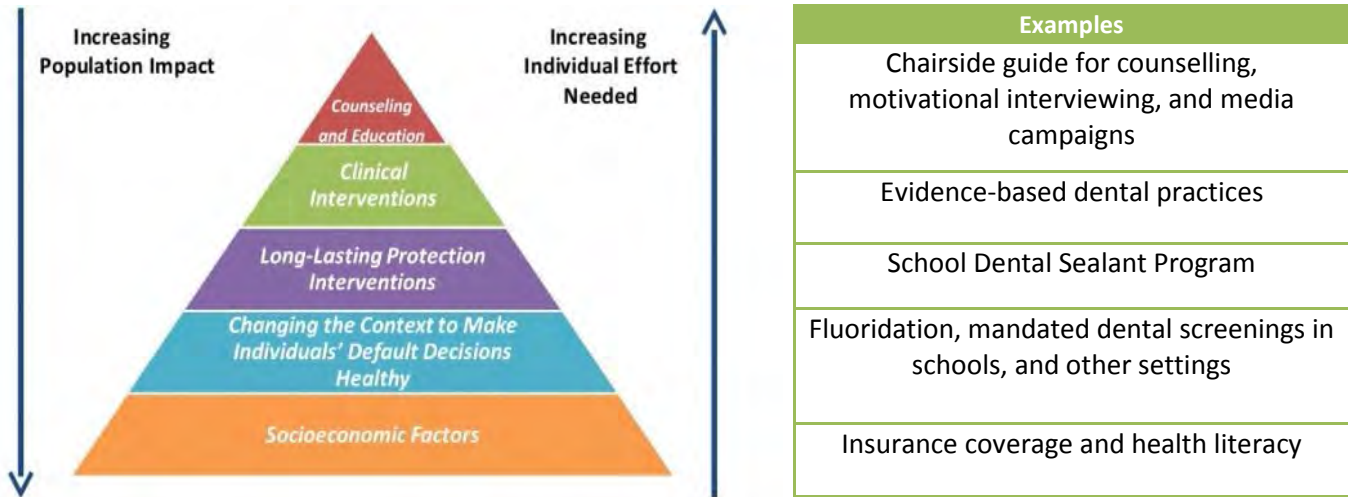 Increasing
Population Impact
Increasing
Individual Effort
Needed
Counseling
and Education
Clinical
Interventions
Long-Lasting Protection
Interventions
Changing the Context to Make
Individuals’ Default Decisions
Healthy
Socioeconomic Factors
Examples
Chairside guide for counselling,
motivational interviewing, and media
campaigns
Evidence-based dental practices
School Dental Sealant Program
Fluoridation, mandated dental screenings in
schools, and other settings
Insurance coverage and health literacy